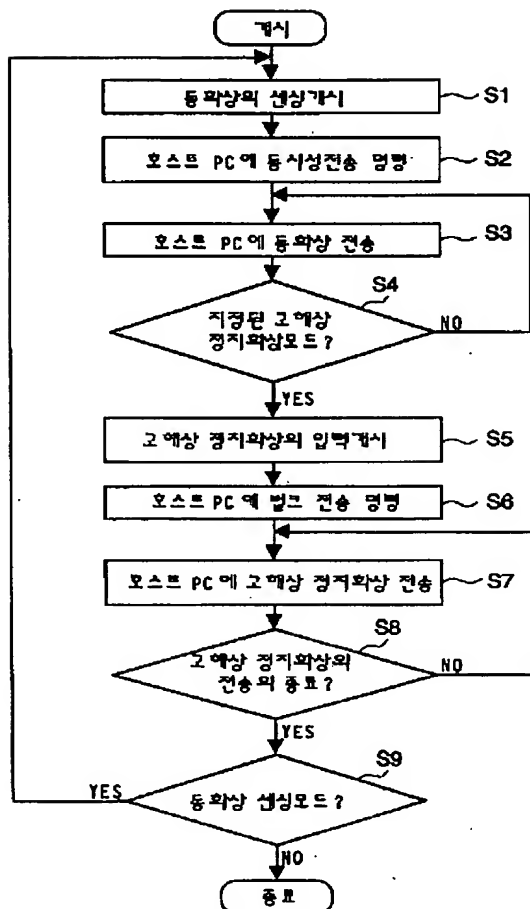 개시
동화상의 센싱개시
S1
호스트 PC에 동시성전송 명령
S2
호스트 PC에 동화상 전송
S3
S4
지정된 고해상
정지화상모드?
NO
YES
고해상 정지화상의 입력개시
S5
호스트 PC에 벌크 전송 명령
S6
호스트 PC에 고해상 정지화상 전송
S7
S8
고해상 정지화상의
전송의 종료?
NO
YES
S9
동화상 센싱모드?
YES
NO
종료